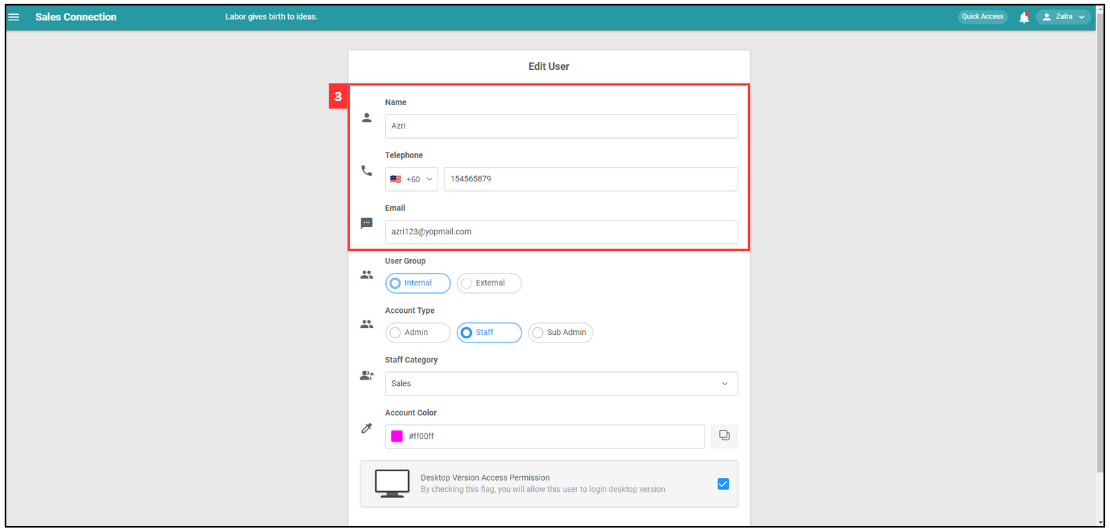 Sales Connection
Labor gives birth to ideas.
Quick Access
Zafra
Edit User
3
Name
Azri
Telephone
+60
154565879
Email
azri123@yopmail.com
User Group
Internal
External
Account Type
Admin
Staff
Sub Admin
Staff Category
Sales
Account Color
#ff00ff
Desktop Version Access Permission
By checking this flag, you will allow this user to login desktop version